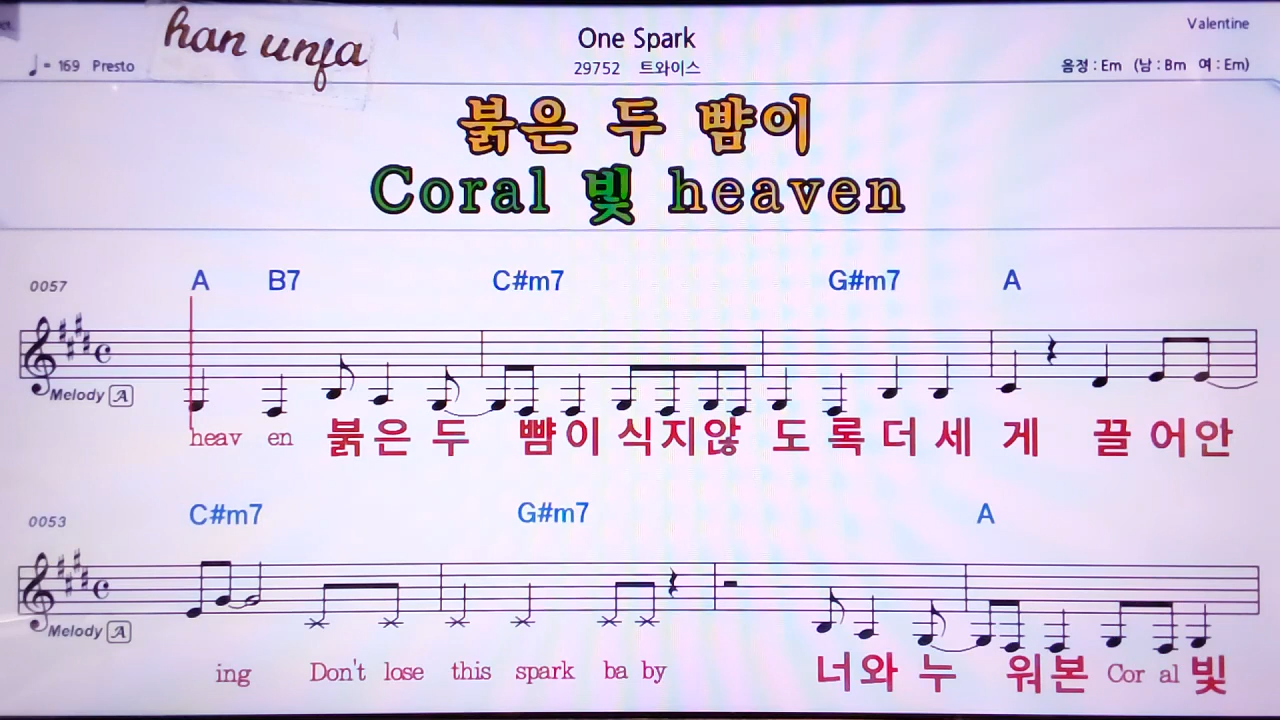 han unfa
One Spark
Valentine
♩= 169 Presto
29752 트와이스
음정 : Em (남 : Bm 여 : Em)
붉은 두 뺨이
Coral 빛 heaven
0057
A B7 C#m7 G#m7 A
Melody A
heav en 붉 은 두 뺨 이 식 지 않 도 록 더 세 게 끌 어 안
0053
C#m7 G#m7 A
Melody A
ing Don't lose this spark ba by 너 와 누 워 본 Cor al 빛